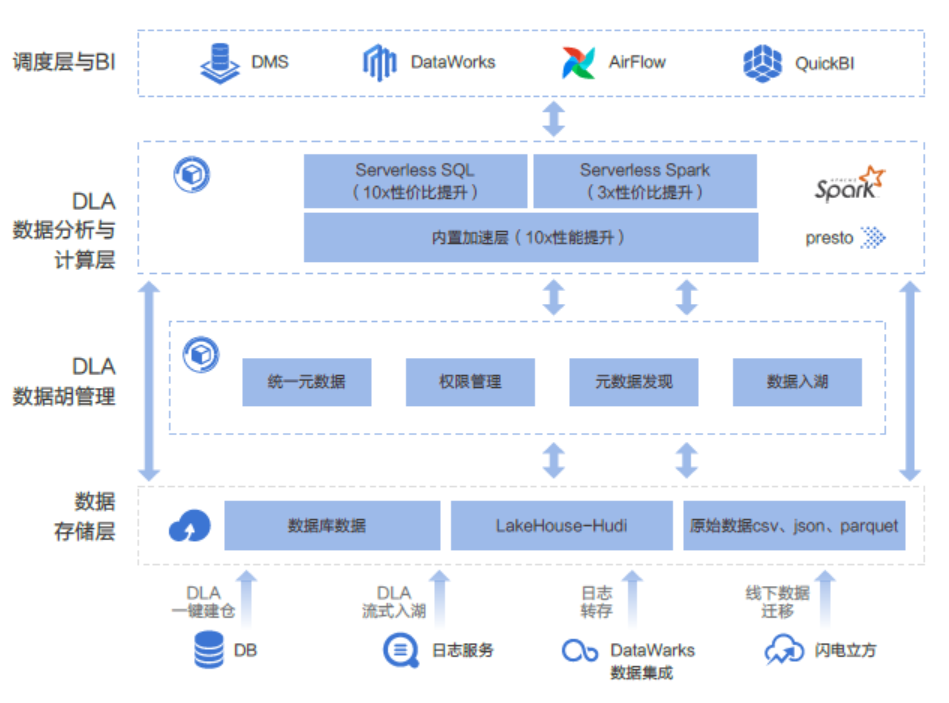 调度层与BI
DMS
DataWorks
AirFlow
QuickBI
DLA
数据分析与
计算层
Serverless SQL
（10x性价比提升）
Serverless Spark
（3x性价比提升）
内置加速层（10x性能提升）
APACHE
Spark
presto
DLA
数据胡管理
统一元数据
权限管理
元数据发现
数据入湖
数据
存储层
数据库数据
LakeHouse-Hudi
原始数据csv、json、parquet
DLA
一键建仓
DLA
流式入湖
日志
转存
线下数据
迁移
DB
日志服务
DataWarks
数据集成
闪电立方